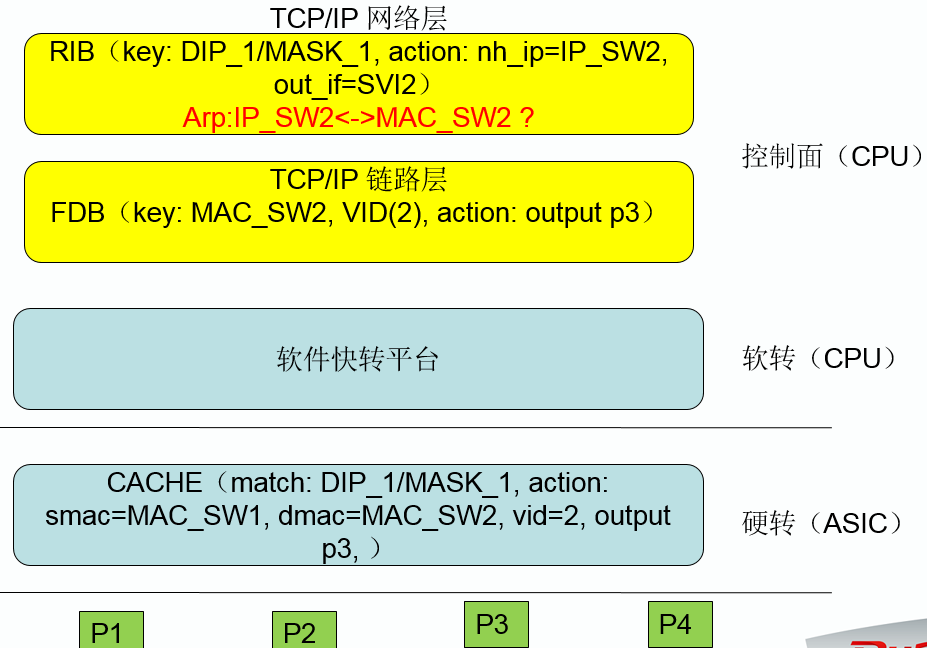 TCP/IP 网络层
RIB（key: DIP_1/MASK_1, action: nh_ip=IP_SW2,
out_if=SVI2）
Arp:IP_SW2<->MAC_SW2 ?
控制面（CPU）
TCP/IP 链路层
FDB（key: MAC_SW2, VID(2), action: output p3）
软件快转平台
软转（CPU）
CACHE（match: DIP_1/MASK_1, action:
smac=MAC_SW1, dmac=MAC_SW2, vid=2, output
p3, ）
硬转（ASIC）
P1
P2
P3
P4